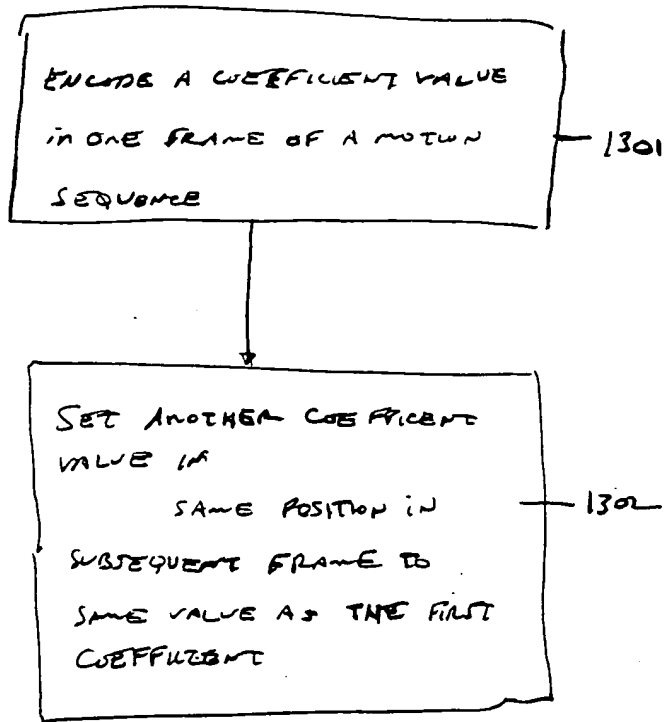 ENCODE A COEFFICIENT VALUE
in ONE FRAME OF A MOTION
SEQUENCE
1301
SET ANOTHER COEFFICENT
VALUE IN
SAME POSITION in
SUBSEQUENT FRAME TO
SAME VALUE AS THE FIRST
COEFFICIENT
1302